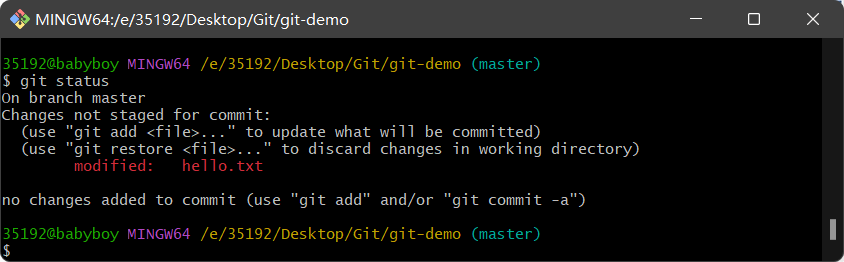 MINGW64:/e/35192/Desktop/Git/git-demo
35192@babyboy MINGW64 /e/35192/Desktop/Git/git-demo (master)
$ git status
On branch master
Changes not staged for commit:
  (use "git add <file>..." to update what will be committed)
  (use "git restore <file>..." to discard changes in working directory)
        modified:   hello.txt
no changes added to commit (use "git add" and/or "git commit -a")
35192@babyboy MINGW64 /e/35192/Desktop/Git/git-demo (master)
$